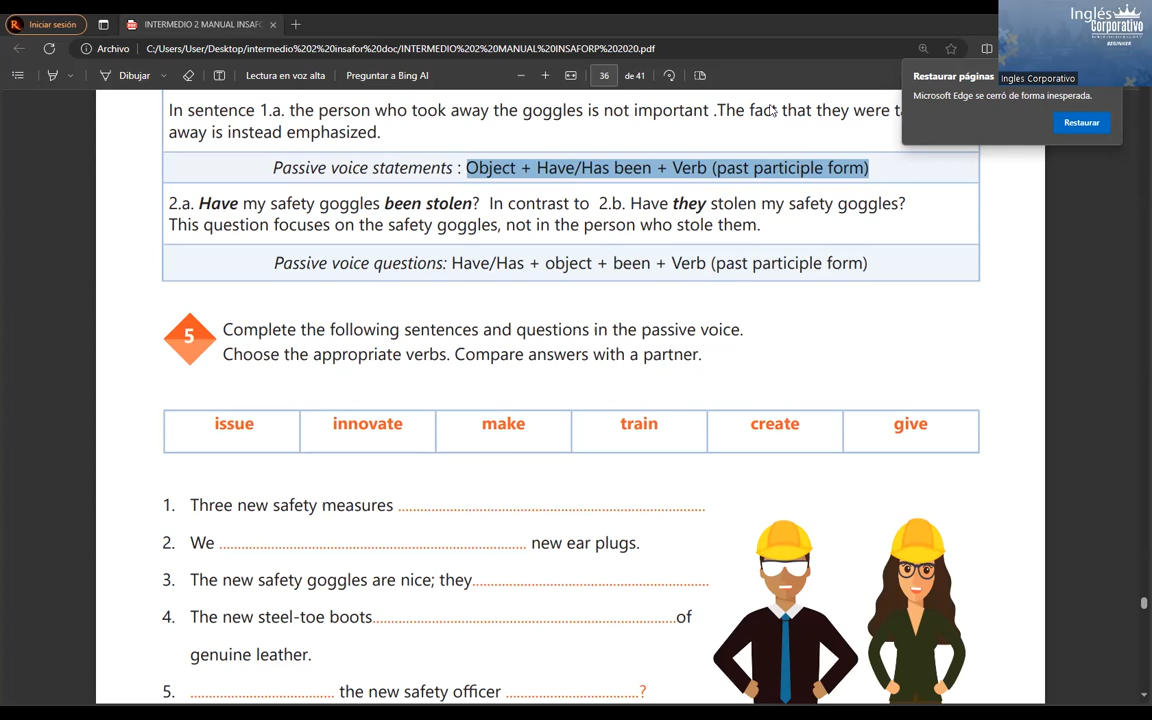 Iniciar sesión
INTERMEDIO 2 MANUAL INSAF
Archivo
C:/Users/User/Desktop/intermedio%202%20insafor%20doc/INTERMEDIO%202%20MANUAL%20INSAFORP%202020.pdf
Dibujar
Lectura en voz alta
Preguntar a Bing AI
36
de 41
Inglés
Corporativo
BEGINNER
Ingles Corporativo
Restaurar páginas
Microsoft Edge se cerró de forma inesperada.
Restaurar
In sentence 1.a. the person who took away the goggles is not important .The fact that they were ta
away is instead emphasized.
Passive voice statements : Object + Have/Has been + Verb (past participle form)
2.a. Have my safety goggles been stolen? In contrast to 2.b. Have they stolen my safety goggles?
This question focuses on the safety goggles, not in the person who stole them.
Passive voice questions: Have/Has + object + been + Verb (past participle form)
5
Complete the following sentences and questions in the passive voice.
Choose the appropriate verbs. Compare answers with a partner.
issue innovate make train create give
1. Three new safety measures ........................
2. We ........................ new ear plugs.
3. The new safety goggles are nice; they........................
4. The new steel-toe boots........................of
genuine leather.
5. ........................ the new safety officer ........................?